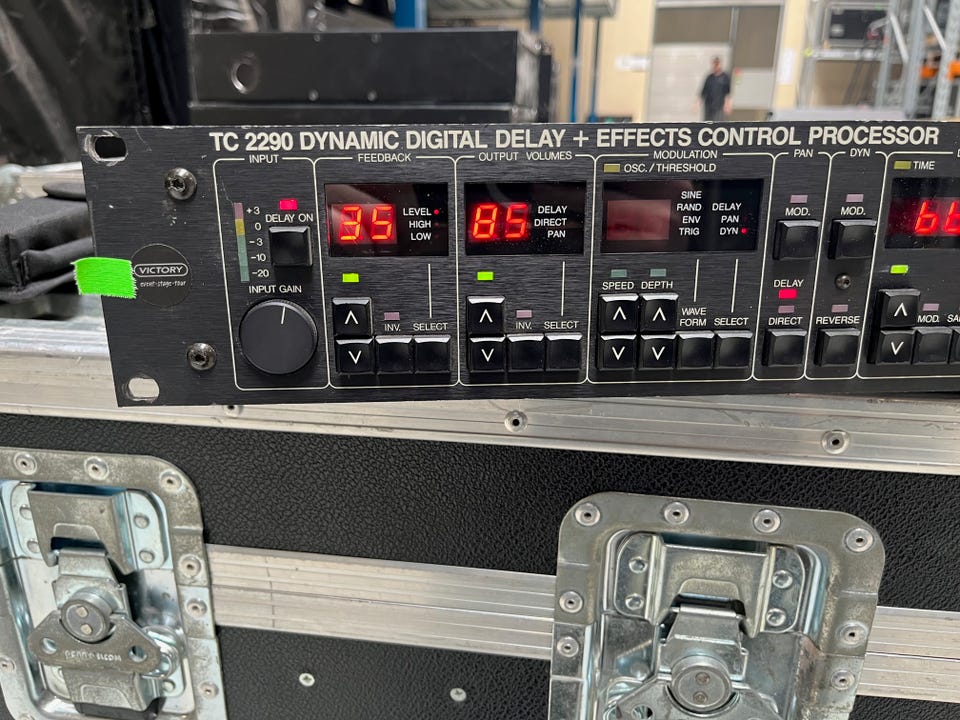 TC 2290 DYNAMIC DIGITAL DELAY + EFFECTS CONTROL PROCESSOR
INPUT
+3
0
-3
-10
-20
DELAY ON
INPUT GAIN
FEEDBACK
35
LEVEL
HIGH
LOW
INV.
SELECT
OUTPUT VOLUMES
85
DELAY
DIRECT
PAN
INV.
SELECT
MODULATION
OSC. / THRESHOLD
SINE
RAND
ENV
TRIG
DELAY
PAN
DYN
SPEED
DEPTH
WAVE
FORM
SELECT
PAN
MOD.
DELAY
DIRECT
DYN
MOD.
REVERSE
TIME
MOD.
VICTORY
event-stage-tour